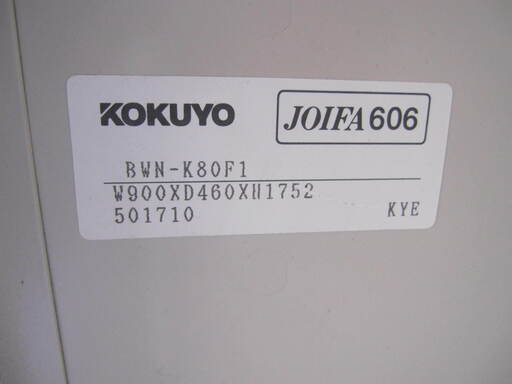 KOKUYO
JOIFA 606
BWN-K80F1
W900XD460XH1752
501710 KYE